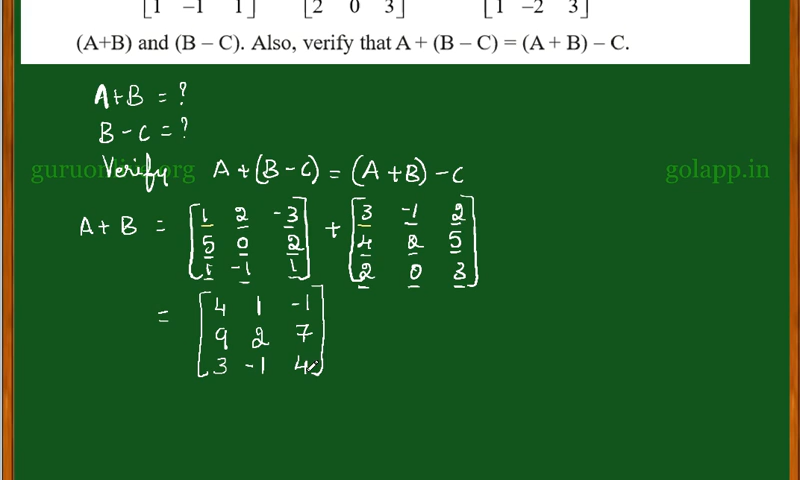 [1 −1 1] [2 0 3] [1 −2 3]
(A+B) and (B – C). Also, verify that A + (B – C) = (A + B) – C.
A+B = ?
B-C = ?
guruonline.org Verify A+(B-C) = (A+B)-C golapp.in
A+B = [1 2 -3 + [3 -1 2
5 0 2 4 2 5
1 -1 1] 2 0 3]
= [4 1 -1
9 2 7
3 -1 4]